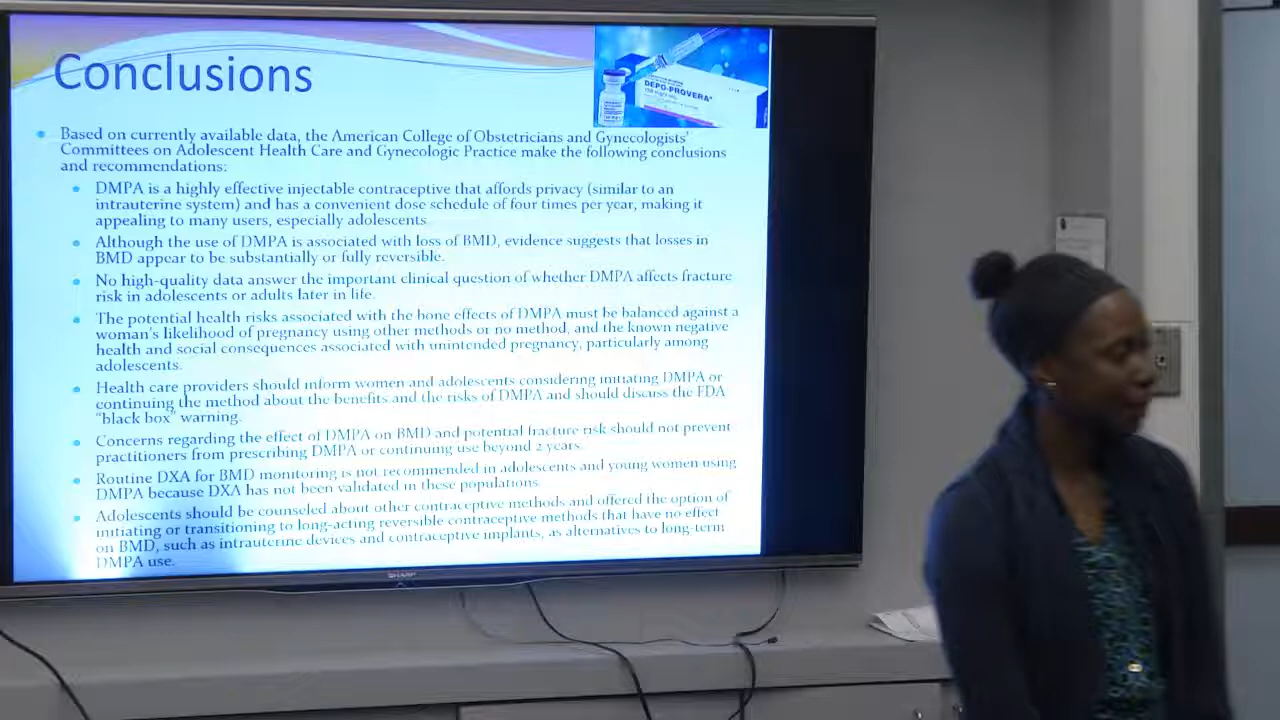 Conclusions
DEPO-PROVERA
Based on currently available data, the American College of Obstetricians and Gynecologists'
Committees on Adolescent Health Care and Gynecologic Practice make the following conclusions
and recommendations:
DMPA is a highly effective injectable contraceptive that affords privacy (similar to an
intrauterine system) and has a convenient dose schedule of four times per year, making it
appealing to many users, especially adolescents.
Although the use of DMPA is associated with loss of BMD, evidence suggests that losses in
BMD appear to be substantially or fully reversible.
No high-quality data answer the important clinical question of whether DMPA affects fracture
risk in adolescents or adults later in life.
The potential health risks associated with the bone effects of DMPA must be balanced against a
woman's likelihood of pregnancy using other methods or no method, and the known negative
health and social consequences associated with unintended pregnancy, particularly among
adolescents.
Health care providers should inform women and adolescents considering initiating DMPA or
continuing the method about the benefits and the risks of DMPA and should discuss the FDA
"black box" warning.
Concerns regarding the effect of DMPA on BMD and potential fracture risk should not prevent
practitioners from prescribing DMPA or continuing use beyond 2 years.
Routine DXA for BMD monitoring is not recommended in adolescents and young women using
DMPA because DXA has not been validated in these populations.
Adolescents should be counseled about other contraceptive methods and offered the option of
initiating or transitioning to long-acting reversible contraceptive methods that have no effect
on BMD, such as intrauterine devices and contraceptive implants, as alternatives to long-term
DMPA use.
SHARP